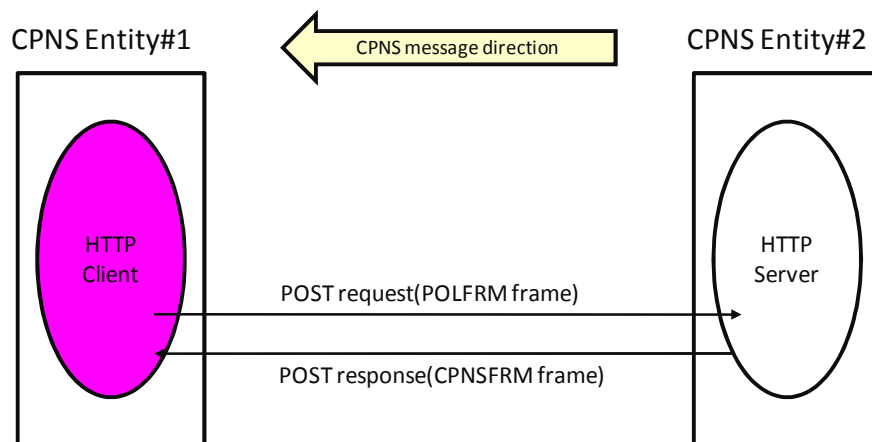 CPNS Entity#1
CPNS message direction
CPNS Entity#2
HTTP
Client
HTTP
Server
POST request(POLFRM frame)
POST response(CPNSFRM frame)